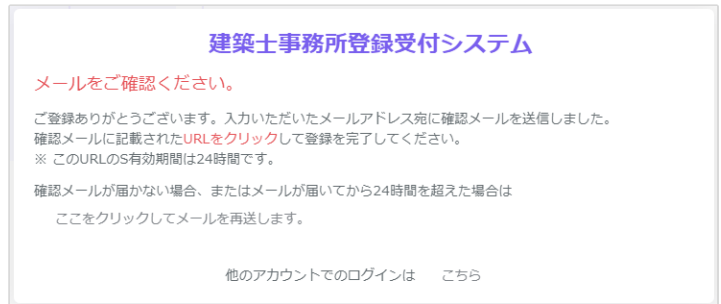 建築士事務所登録受付システム
メールをご確認ください。
ご登録ありがとうございます。入力いただいたメールアドレス宛に確認メールを送信しました。
確認メールに記載されたURLをクリックして登録を完了してください。
※ このURLのS有効期間は24時間です。
確認メールが届かない場合、またはメールが届いてから24時間を超えた場合は
ここをクリックしてメールを再送します。
他のアカウントでのログインは　こちら